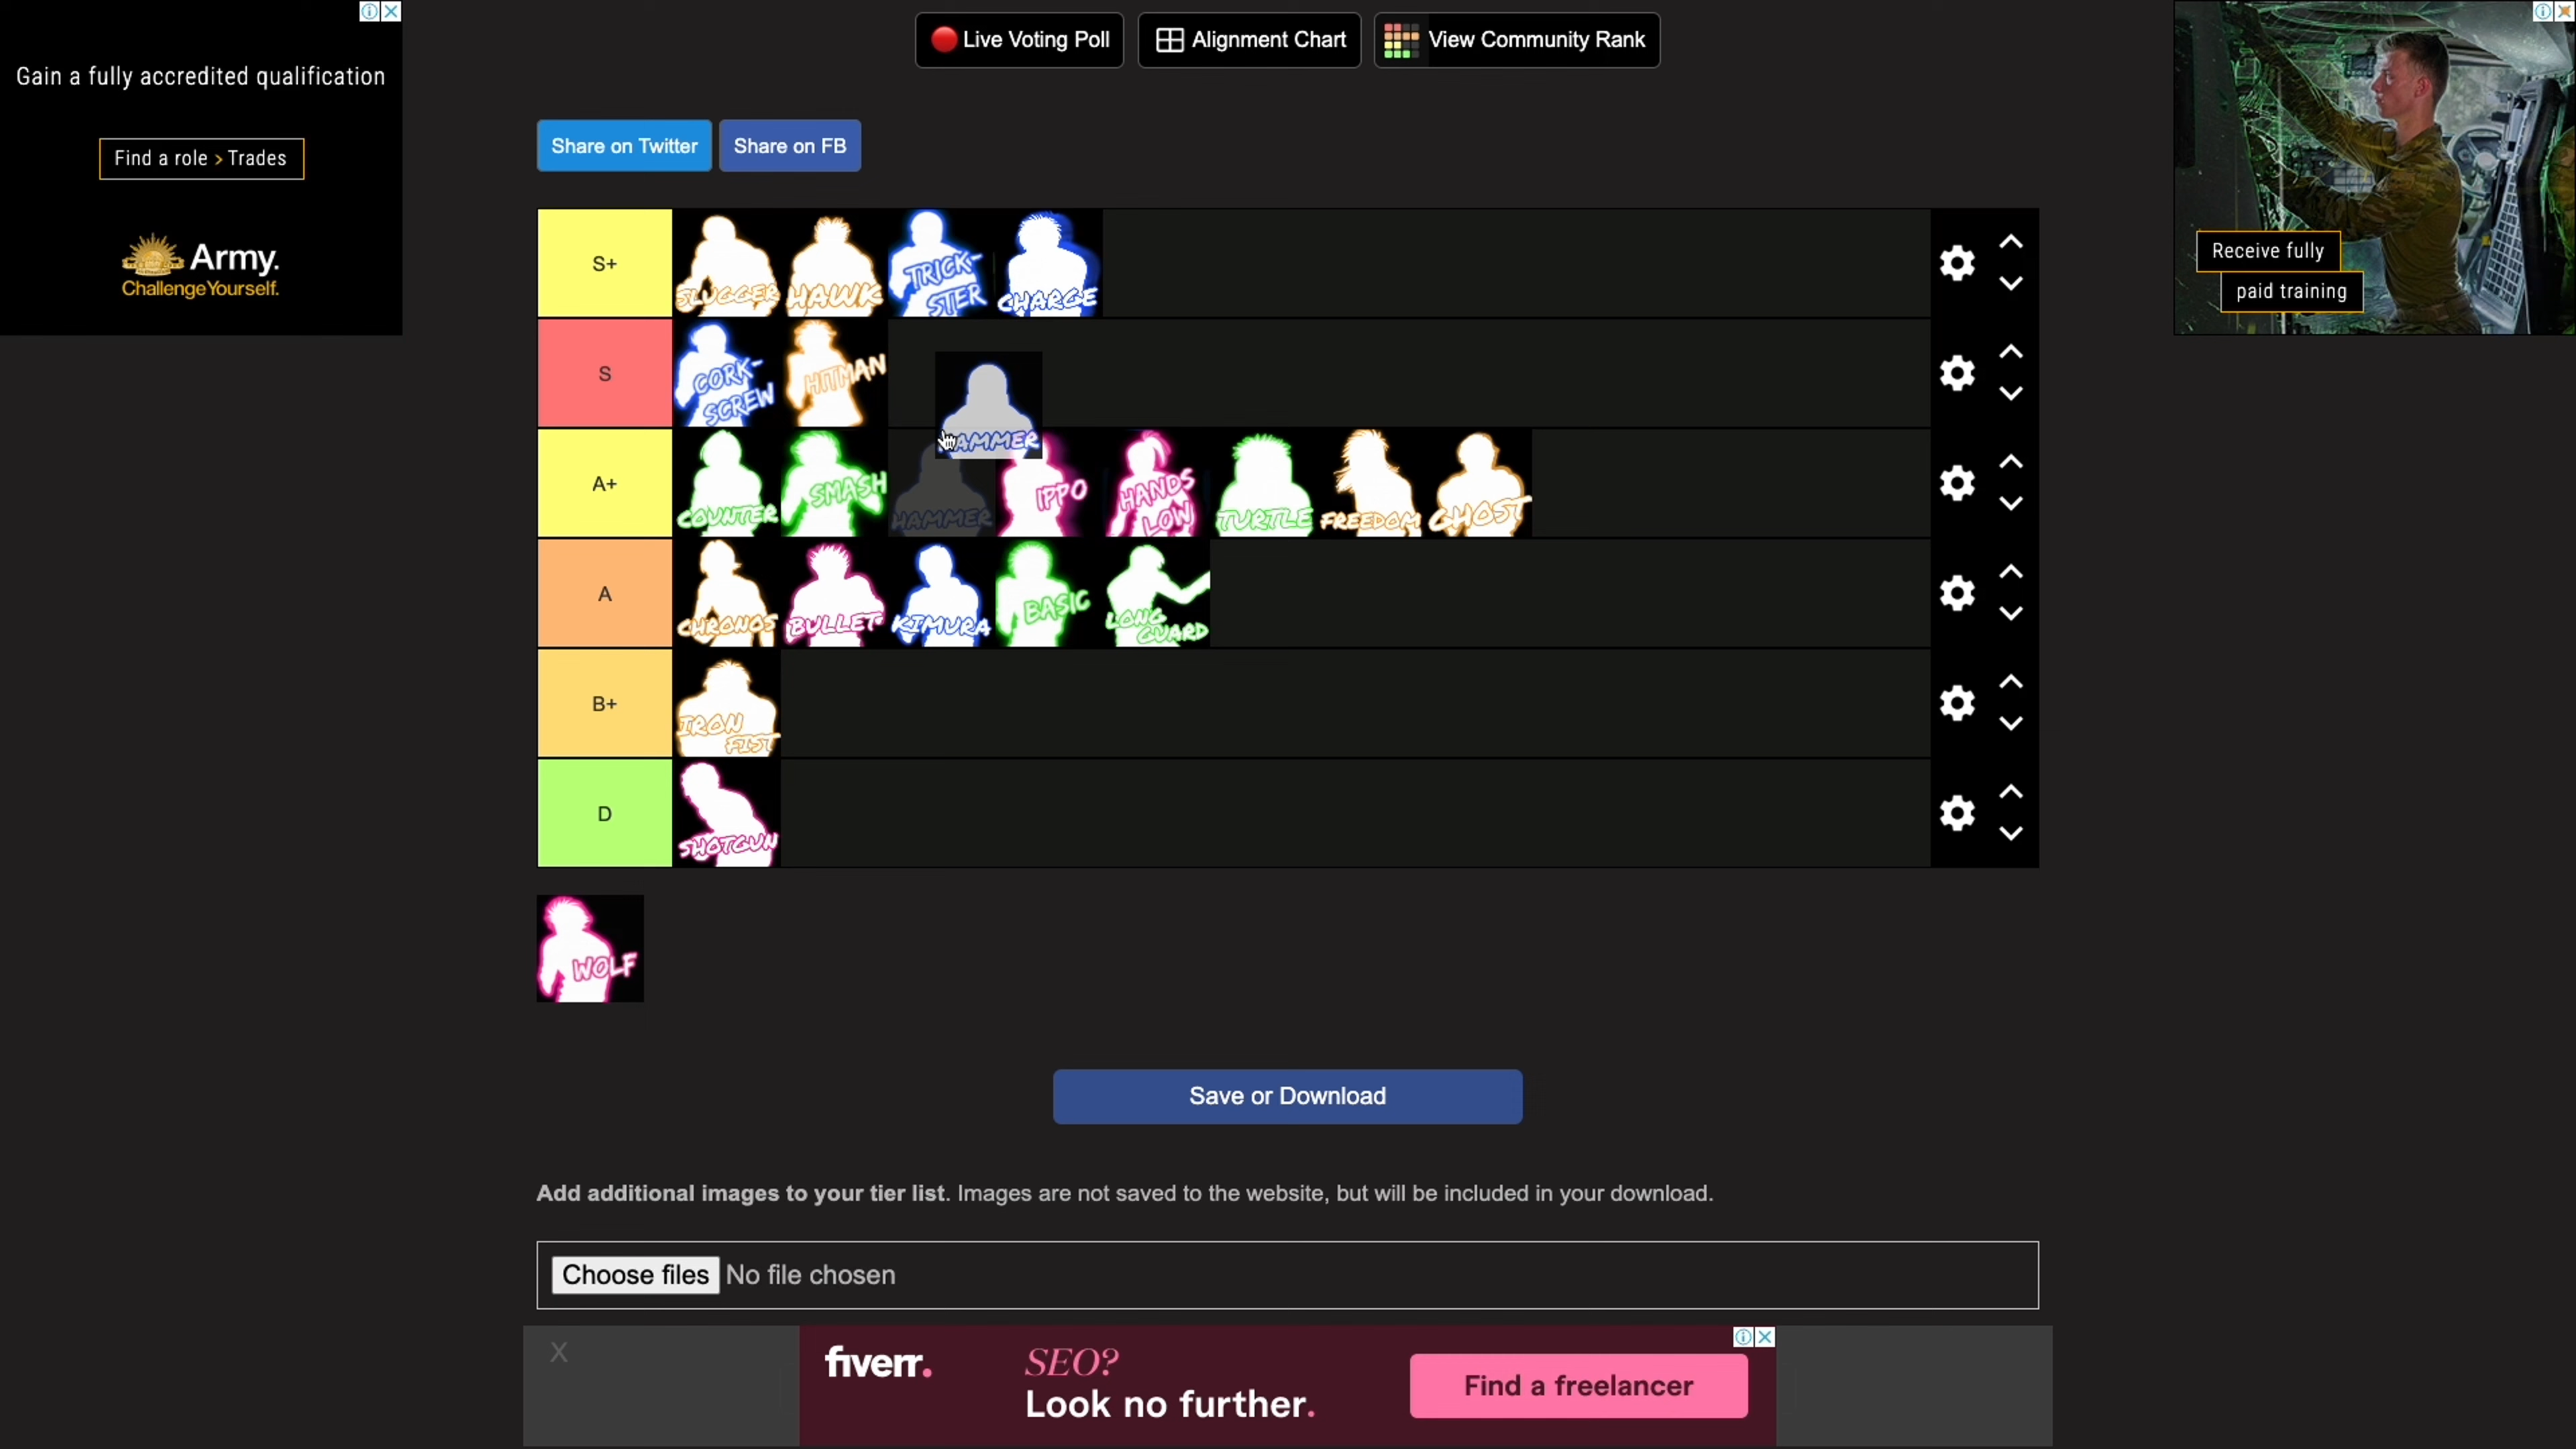 Gain a fully accredited qualification
Find a role > Trades
Army.
ChallengeYourself.
Live Voting Poll
Alignment Chart
View Community Rank
Receive fully
paid training
Share on Twitter
Share on FB
S+
SLUGGER
HAWK
TRICK-
STER
CHARGE
S
CORK-
SCREW
HITMAN
HAMMER
A+
COUNTER
SMASH
HAMMER
IPPO
HANDS
LOW
TURTLE
FREEDOM
GHOST
A
CHRONOS
BULLET
KIMURA
BASIC
LONG
GUARD
B+
IRON
FIST
D
SHOTGUN
WOLF
Save or Download
Add additional images to your tier list. Images are not saved to the website, but will be included in your download.
Choose files No file chosen
X
fiverr.
SEO?
Look no further.
Find a freelancer